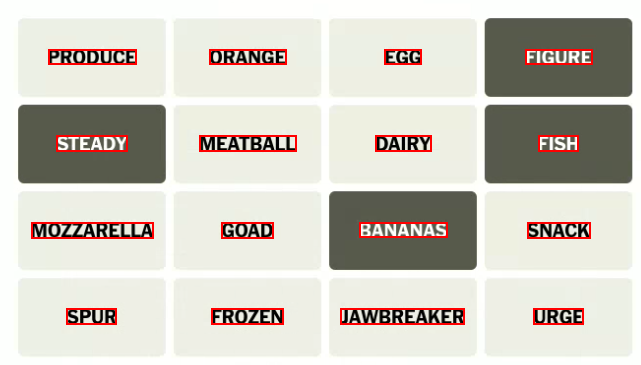 PRODUCE ORANGE EGG FIGURE
STEADY MEATBALL DAIRY FISH
MOZZARELLA GOAD BANANAS SNACK
SPUR FROZEN JAWBREAKER URGE